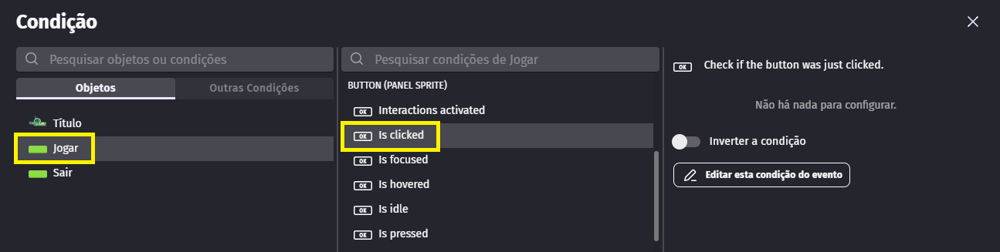 Condição
Pesquisar objetos ou condições
Objetos
Outras Condições
Título
Jogar
Sair
Pesquisar condições de Jogar
BUTTON (PANEL SPRITE)
OK Interactions activated
OK Is clicked
OK Is focused
OK Is hovered
OK Is idle
OK Is pressed
OK Check if the button was just clicked.
Não há nada para configurar.
Inverter a condição
Editar esta condição do evento